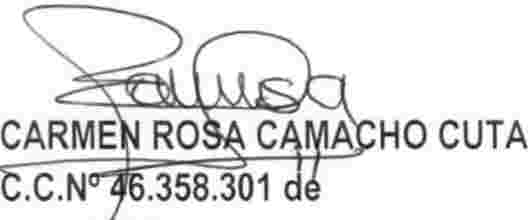 CARMEN ROSA CAMACHO CUTA
C.C.Nº 46.358.301 de